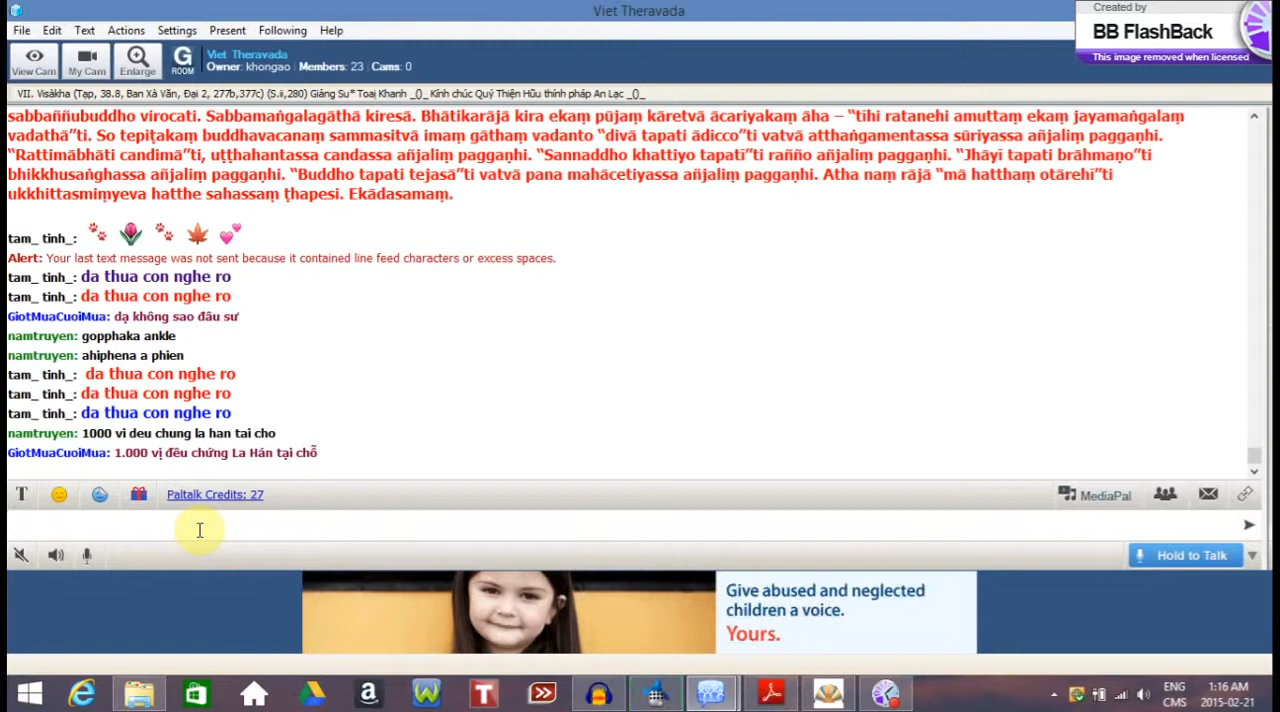 Viet Theravada
Created by
BB FlashBack
This image removed when licensed
File Edit Text Actions Settings Present Following Help
View Cam My Cam Enlarge G ROOM
Viet Theravada
Owner: khongao Members: 23 Cams: 0
VII. Visàkha (Tạp, 38.8, Ban Xà Văn, Đại 2, 277b,377c) (S.ii,280) Giảng Sư* Toaị Khanh _()_ Kính chúc Quý Thiện Hũu thính pháp An Lạc _()_
sabbaññubuddho virocati. Sabbamaṅgalagāthā kiresā. Bhātikarājā kira ekaṃ pūjaṃ kāretvā ācariyakaṃ āha – “tīhi ratanehi amuttaṃ ekaṃ jayamaṅgalaṃ
vadathā”ti. So tepiṭakaṃ buddhavacanaṃ sammasitvā imaṃ gāthaṃ vadanto “divā tapati ādicco”ti vatvā atthaṅgamentassa sūriyassa añjaliṃ paggaṇhi.
“Rattimābhāti candimā”ti, uṭṭhahantassa candassa añjaliṃ paggaṇhi. “Sannaddho khattiyo tapatī”ti rañño añjaliṃ paggaṇhi. “Jhāyī tapati brāhmaṇo”ti
bhikkhusaṅghassa añjaliṃ paggaṇhi. “Buddho tapati tejasā”ti vatvā pana mahācetiyassa añjaliṃ paggaṇhi. Atha naṃ rājā “mā hatthaṃ otārehī”ti
ukkhittasmiṃyeva hatthe sahassaṃ ṭhapesi. Ekādasamaṃ.
tam_ tinh_:
Alert: Your last text message was not sent because it contained line feed characters or excess spaces.
tam_ tinh_: da thua con nghe ro
tam_ tinh_: da thua con nghe ro
GiotMuaCuoiMua: dạ không sao đâu sư
namtruyen: gopphaka ankle
namtruyen: ahiphena a phien
tam_ tinh_: da thua con nghe ro
tam_ tinh_: da thua con nghe ro
tam_ tinh_: da thua con nghe ro
namtruyen: 1000 vi deu chung la han tai cho
GiotMuaCuoiMua: 1.000 vị đều chứng La Hán tại chỗ
T Paltalk Credits: 27 MediaPal
Hold to Talk
Give abused and neglected
children a voice.
Yours.
ENG 1:16 AM
CMS 2015-02-21